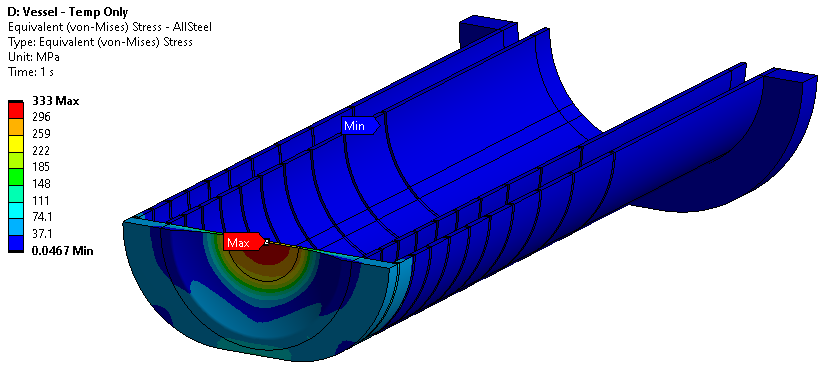 D: Vessel - Temp Only
Equivalent (von-Mises) Stress - AllSteel
Type: Equivalent (von-Mises) Stress
Unit: MPa
Time: 1 s
333 Max
296
259
222
185
148
111
74.1
37.1
0.0467 Min
Min
Max